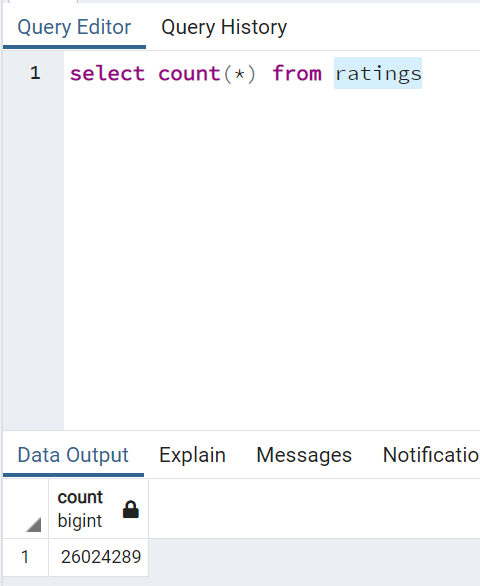 Query Editor Query History
1 select count(*) from ratings
Data Output Explain Messages Notificatio
count
bigint
1 26024289